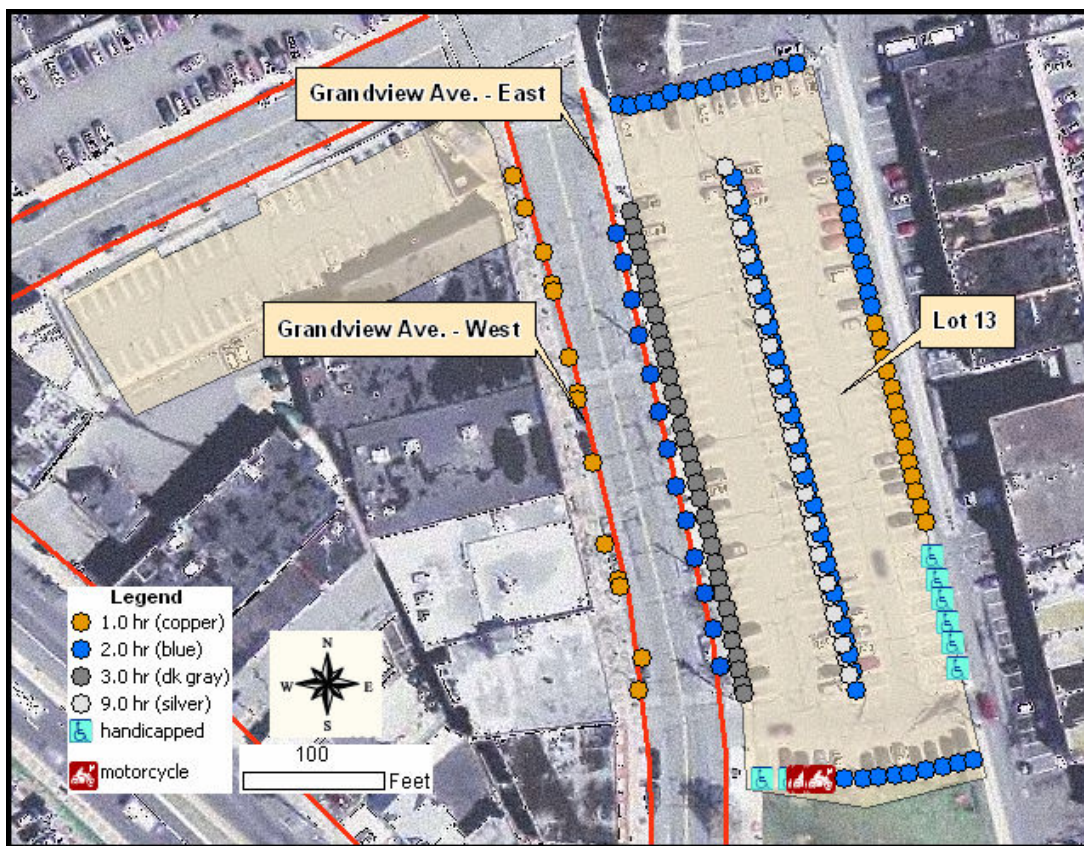 Grandview Ave. - East
Grandview Ave. - West
Lot 13
Legend
1.0 hr (copper)
2.0 hr (blue)
3.0 hr (dk gray)
9.0 hr (silver)
handicapped
motorcycle
N
W
E
S
100
Feet